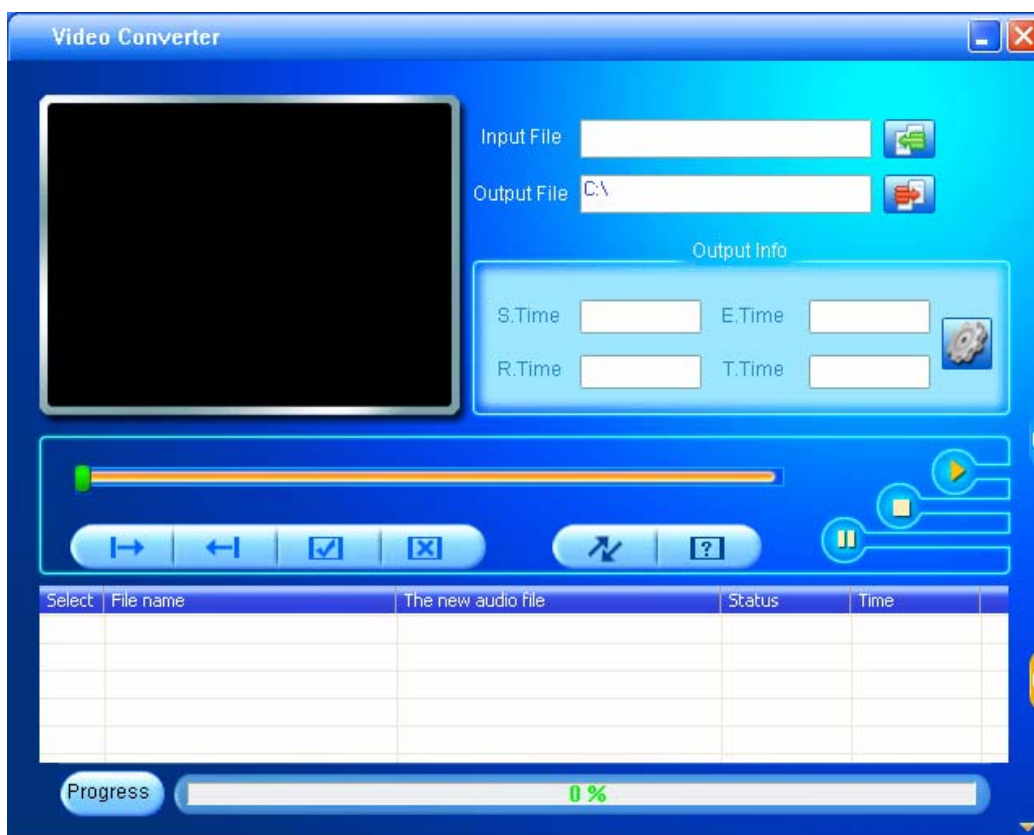 Video Converter
Input File
Output File C:\
Output Info
S.Time E.Time
R.Time T.Time
Select File name The new audio file Status Time
Progress 0 %